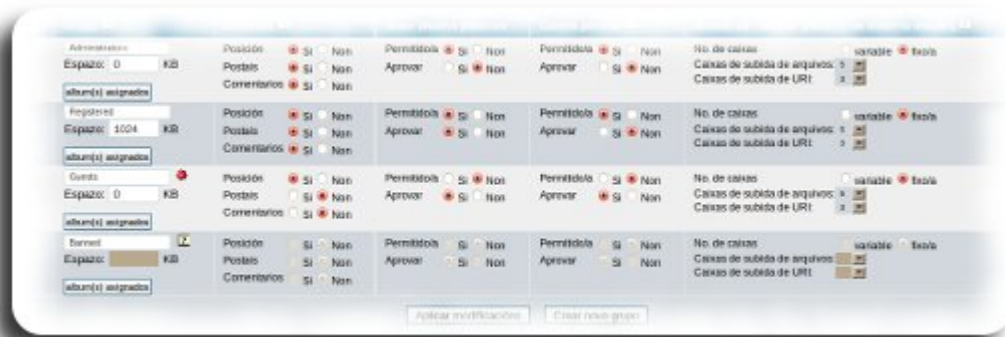 Administrators Posición Si Non Permitido/a Si Non Permitido/a Si Non No. de caixas variable fixo/a
Espazo: 0 KB Postais Si Non Aprovar Si Non Aprovar Si Non Caixas de subida de arquivos: 5
Comentarios Si Non Caixas de subida de URI: 3
album(s) asignados
Registered Posición Si Non Permitido/a Si Non Permitido/a Si Non No. de caixas variable fixo/a
Espazo: 1024 KB Postais Si Non Aprovar Si Non Aprovar Si Non Caixas de subida de arquivos: 5
Comentarios Si Non Caixas de subida de URI: 3
album(s) asignados
Guests Posición Si Non Permitido/a Si Non Permitido/a Si Non No. de caixas variable fixo/a
Espazo: 0 KB Postais Si Non Aprovar Si Non Aprovar Si Non Caixas de subida de arquivos: 5
Comentarios Si Non Caixas de subida de URI: 3
album(s) asignados
Banned Posición Si Non Permitido/a Si Non Permitido/a Si Non No. de caixas variable fixo/a
Espazo: KB Postais Si Non Aprovar Si Non Aprovar Si Non Caixas de subida de arquivos:
Comentarios Si Non Caixas de subida de URI:
album(s) asignados
Aplicar modificacións Crear novo grupo